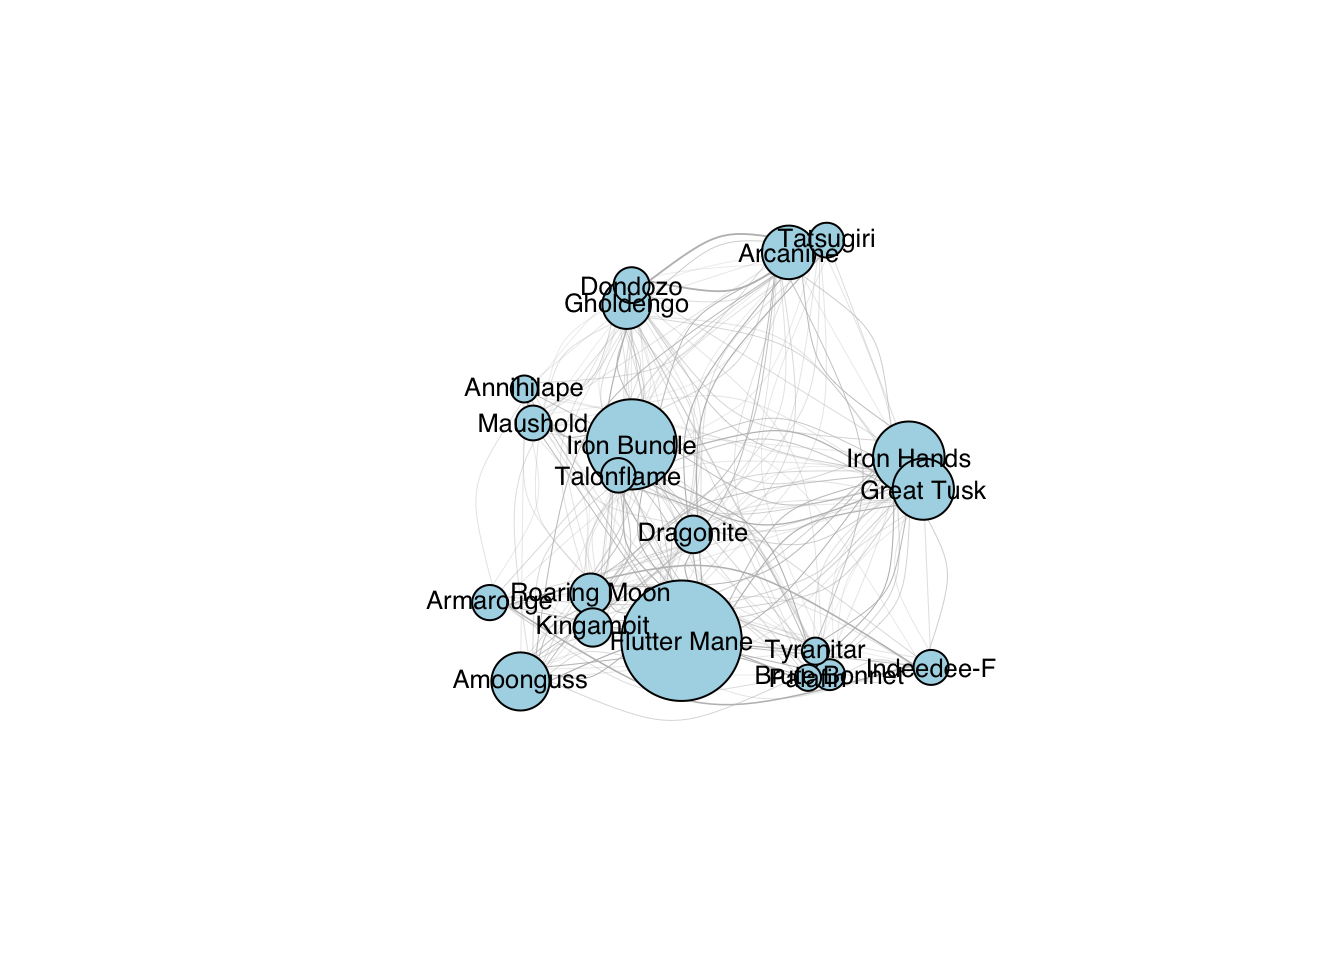 Tatsugiri
Arcanine
Dondozo
Gholdengo
Annihilape
Maushold
Iron Bundle
Iron Hands
Talonflame
Great Tusk
Dragonite
Roaring Moon
Armarouge
Kingambit
Flutter Mane
Tyranitar
Indeedee-F
Brute Bonnet
Palafin
Amoonguss